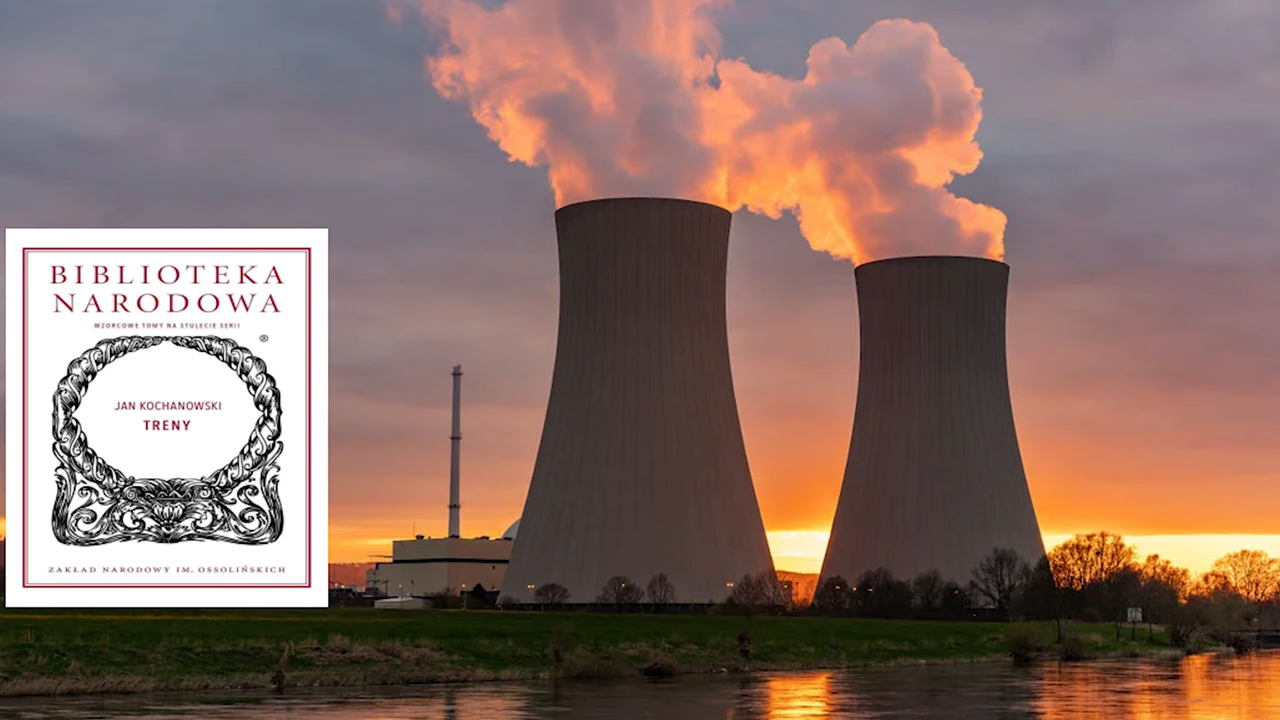 BIBLIOTEKA
NARODOWA
WZORCOWE TOMY NA STULECIE SERII
®
JAN KOCHANOWSKI
TRENY
ZAKŁAD NARODOWY IM. OSSOLIŃSKICH